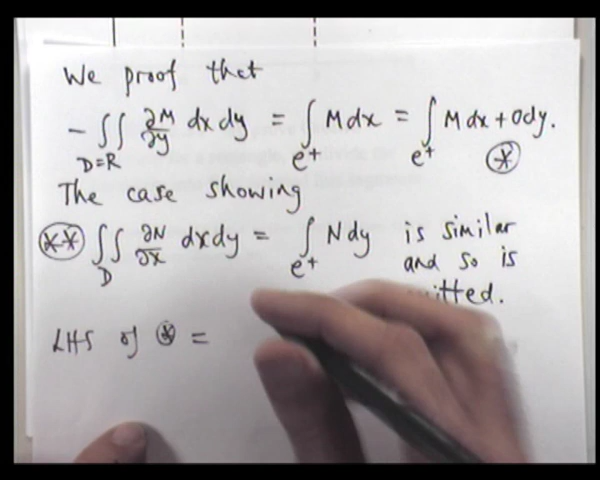 We proof that
- ∫∫_{D=R} ∂M/∂y dx dy = ∫_{e+} M dx = ∫_{e+} M dx + 0 dy. (*)
The case showing
(**) ∫∫_D ∂N/∂x dx dy = ∫_{e+} N dy is similar
and so is
LHS of (*) =